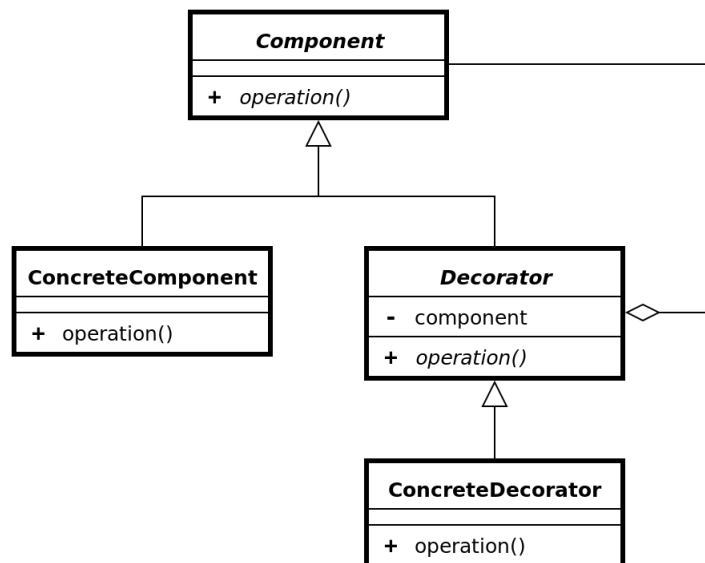 Component
+ operation()
ConcreteComponent
+ operation()
Decorator
- component
+ operation()
ConcreteDecorator
+ operation()